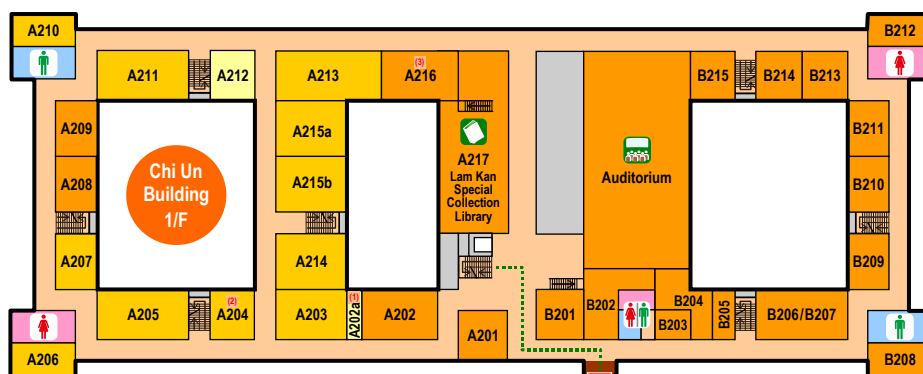 A210
B212
A211
A212
A213
(3)
A216
B215
B214
B213
A209
A215a
A217
Lam Kan
Special
Collection
Library
Auditorium
B211
Chi Un
Building
1/F
A208
A215b
B210
A207
A214
B209
A205
(2)
A204
A203
(1)
A202a
A202
A201
B201
B202
B204
B203
B205
B206/B207
A206
B208